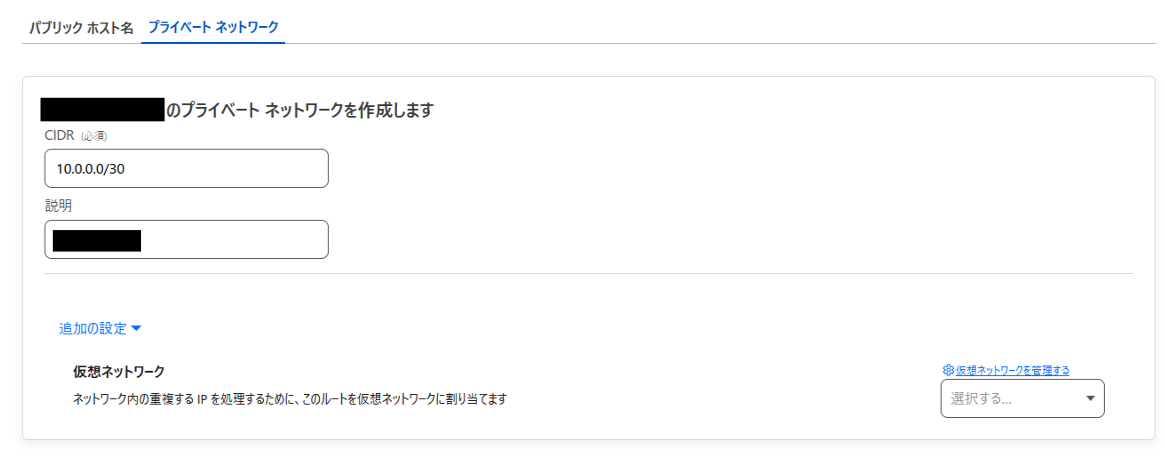 パブリック ホスト名 プライベート ネットワーク
のプライベート ネットワークを作成します
CIDR (必須)
10.0.0.0/30
説明
追加の設定
仮想ネットワーク
仮想ネットワークを管理する
ネットワーク内の重複する IP を処理するために、このルートを仮想ネットワークに割り当てます
選択する...